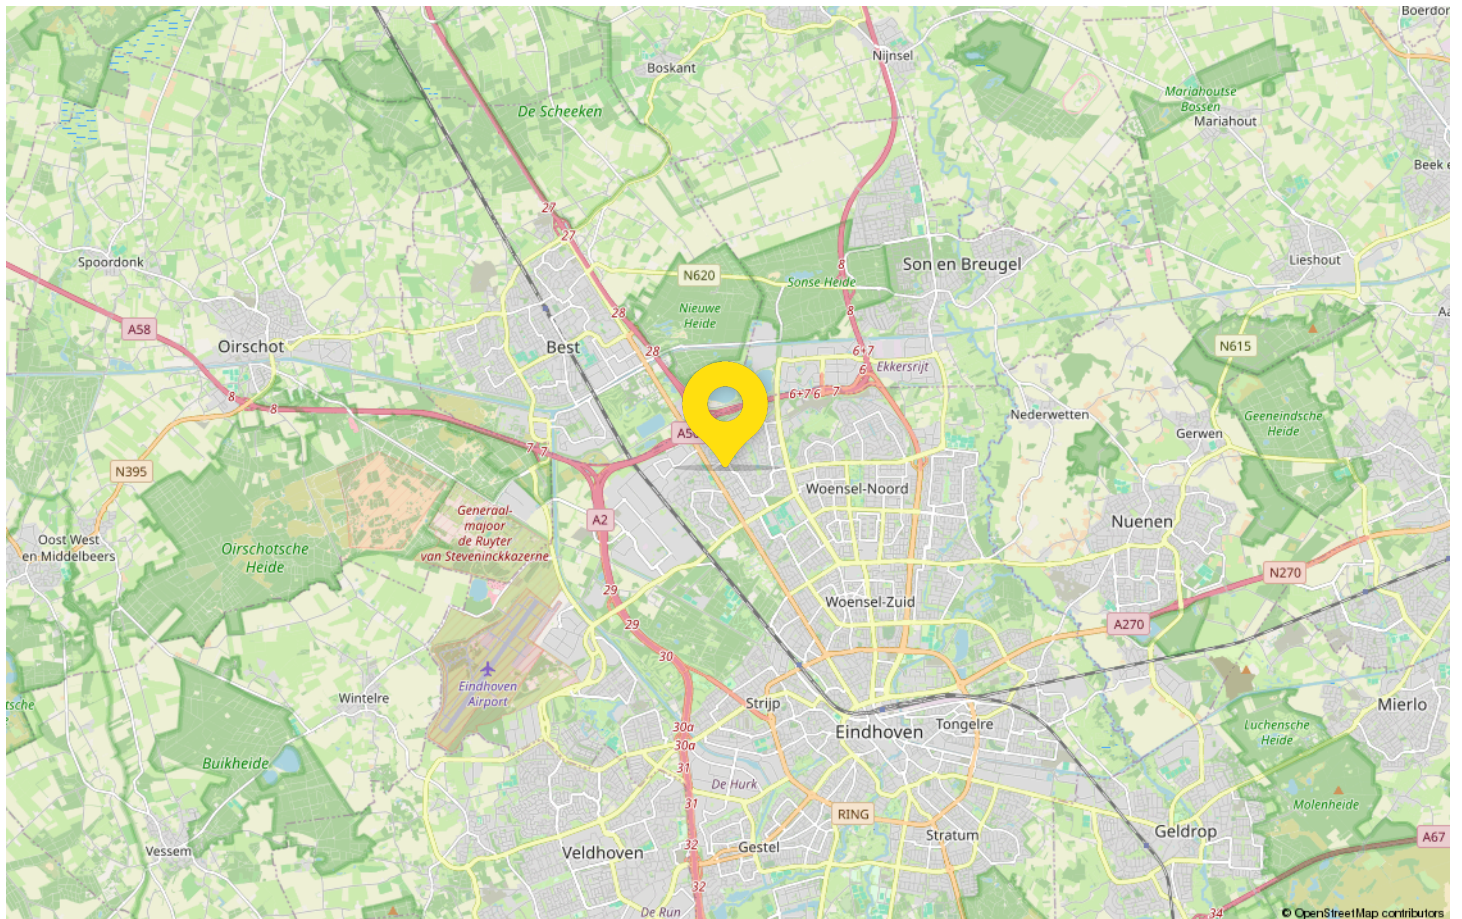 Boerdor
Nijnsel
Boskant
De Scheeken
Mariahoutse
Bossen
Mariahout
Beek e
27
27
Spoordonk
Son en Breugel
Lieshout
8
N620
Sonse Heide
Nieuwe
Heide
28
8
Aa
A58
Oirschot
Best
28
6+7
6
Ekkersrijt
N615
8
8
6+7 6
7
Nederwetten
Geeneindsche
Heide
A50
Gerwen
7
7
N395
Woensel-Noord
Generaal-
majoor
de Ruyter
van Steveninckkazerne
A2
Nuenen
Oost West
en Middelbeers
Oirschotsche
Heide
N270
29
Woensel-Zuid
29
A270
30
Eindhoven
Airport
Wintelre
Strijp
Mierlo
tsche
30a
30a
Eindhoven
Tongelre
Luchensche
Heide
Buikheide
31
De Hurk
31
RING
Molenheide
Stratum
Geldrop
A67
Vessem
Veldhoven
32
Gestel
32
De Run
34
© OpenStreetMap contributors